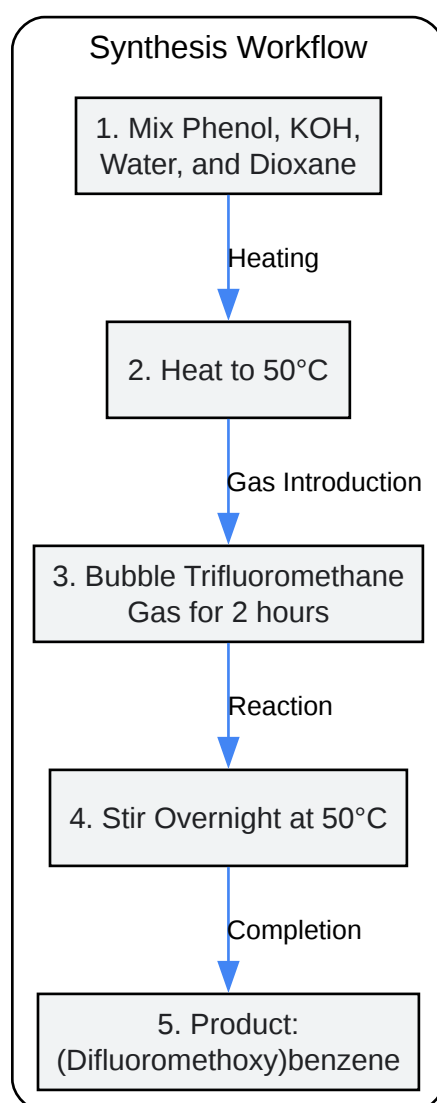 Synthesis Workflow
1. Mix Phenol, KOH,
Water, and Dioxane
Heating
2. Heat to 50°C
Gas Introduction
3. Bubble Trifluoromethane
Gas for 2 hours
Reaction
4. Stir Overnight at 50°C
Completion
5. Product:
(Difluoromethoxy)benzene